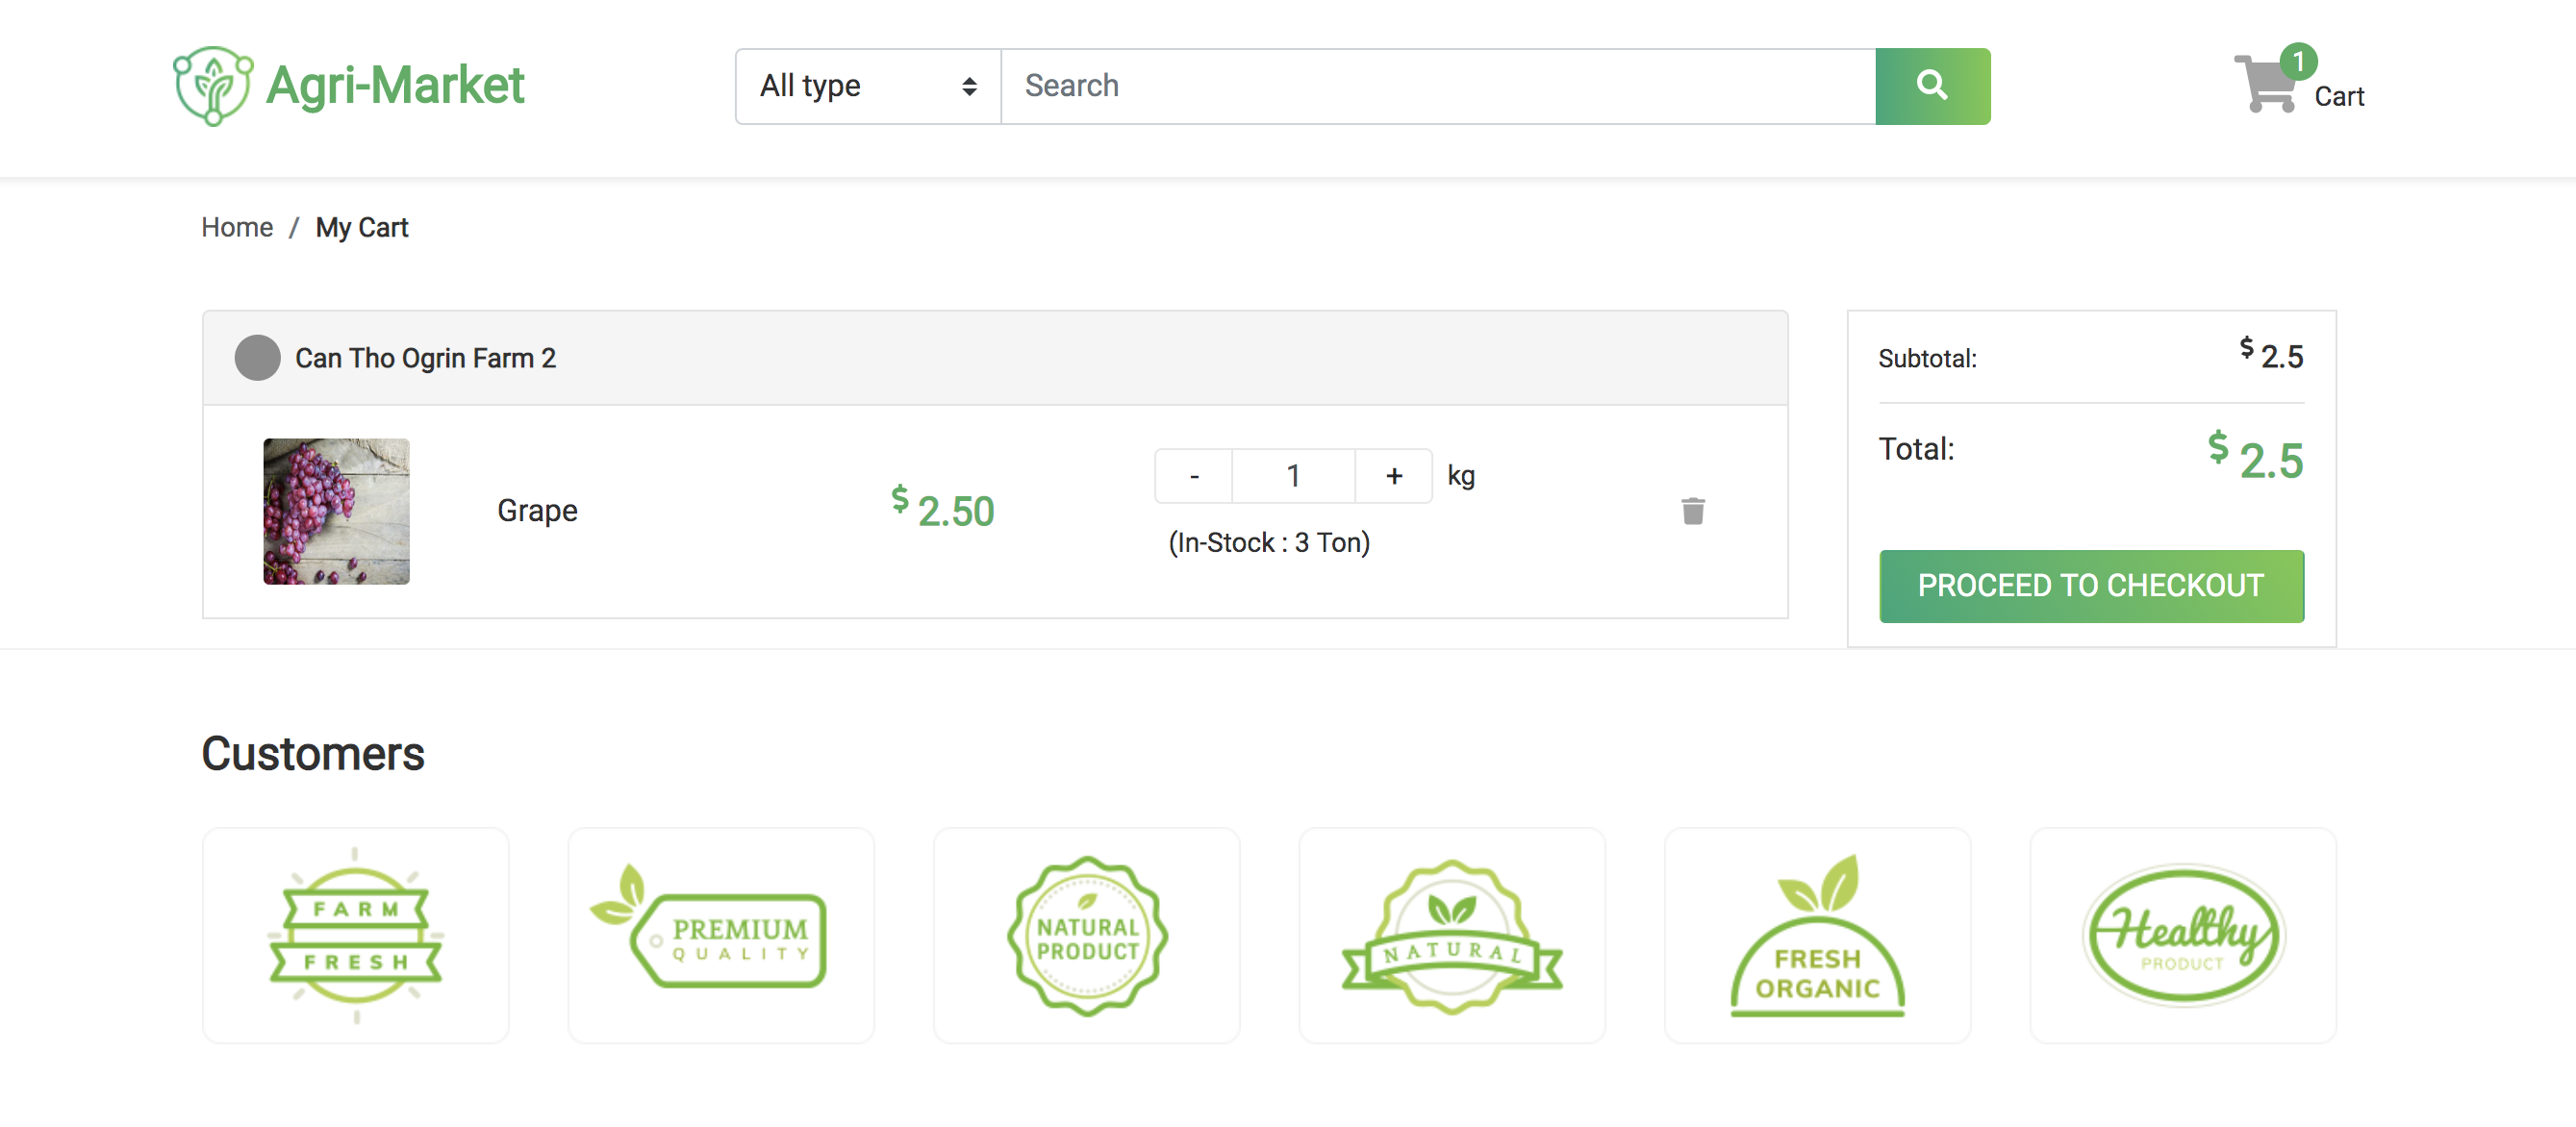 Agri-Market
All type
Search
1
Cart
Home / My Cart
Can Tho Ogrin Farm 2
Grape
$ 2.50
- 1 + kg
(In-Stock : 3 Ton)
Subtotal: $ 2.5
Total: $ 2.5
PROCEED TO CHECKOUT
Customers
FARM
FRESH
PREMIUM
QUALITY
NATURAL
PRODUCT
NATURAL
FRESH
ORGANIC
Healthy
PRODUCT